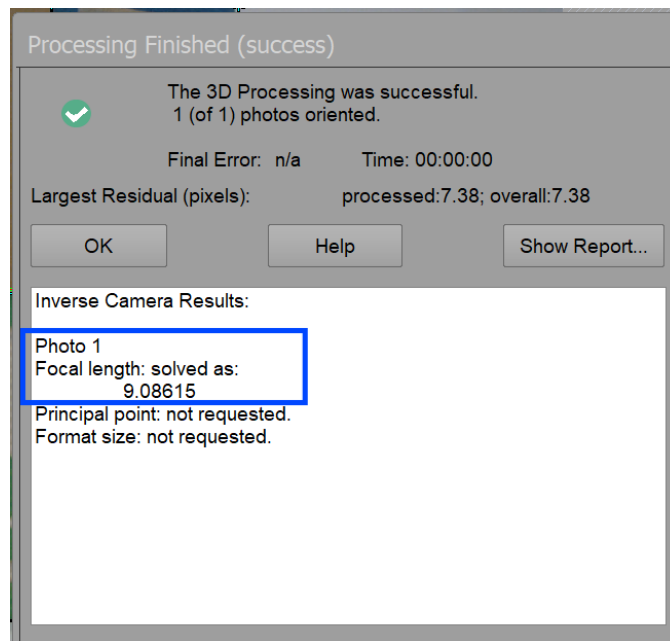 Processing Finished (success)
The 3D Processing was successful.
1 (of 1) photos oriented.
Final Error: n/a Time: 00:00:00
Largest Residual (pixels): processed:7.38; overall:7.38
OK Help Show Report...
Inverse Camera Results:
Photo 1
Focal length: solved as:
9.08615
Principal point: not requested.
Format size: not requested.